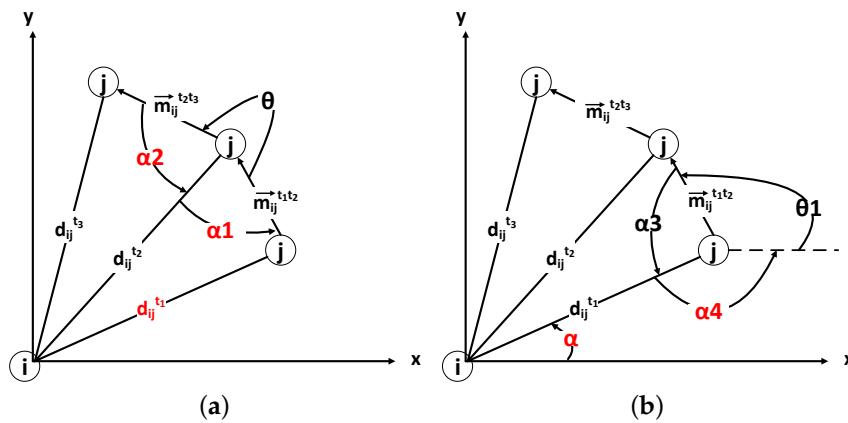 y
j
m_ij^t₂t₃
θ
j
α2
m_ij^t₁t₂
α1
d_ij^t₃
j
d_ij^t₂
d_ij^t₁
i
x
(a)
y
j
m_ij^t₂t₃
j
m_ij^t₁t₂
θ1
α3
d_ij^t₃
j
d_ij^t₂
d_ij^t₁
α4
α
i
x
(b)